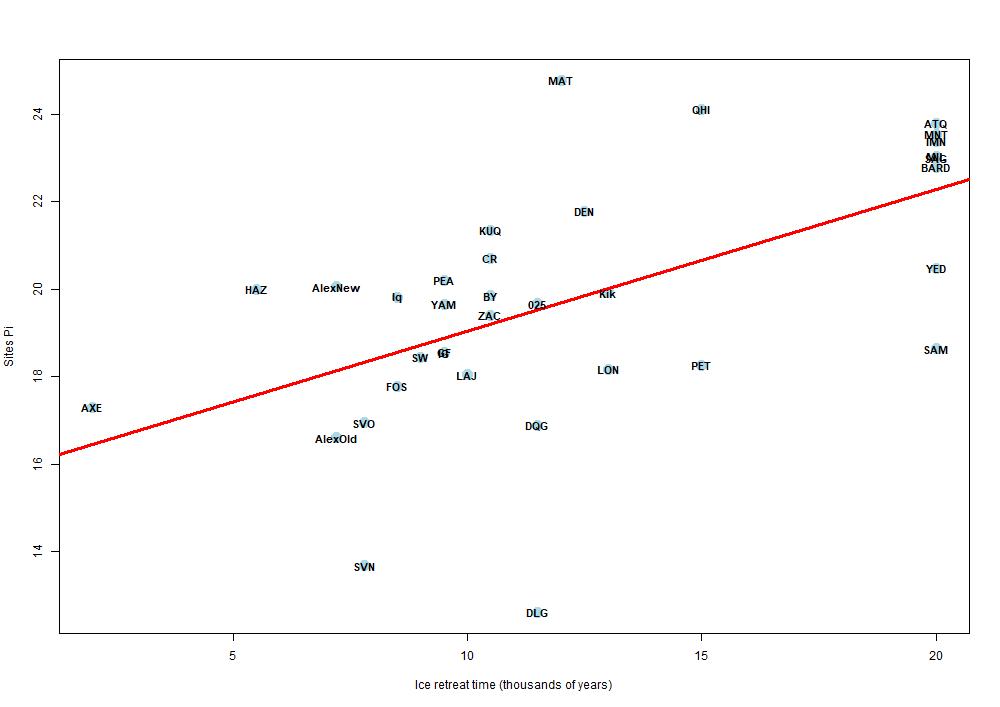 MAT
QHI
24
ATQ
MNT
IMN
BARD
22
DEN
KUQ
CR
YED
PEA
20
HAZ
AlexNew
Iq
BY
Kik
YAM
025
ZAC
Sites Pi
SW
SAM
18
LAJ
LON
PET
FOS
AXE
SVO
DQG
AlexOld
16
14
SVN
DLG
5
10
15
20
Ice retreat time (thousands of years)